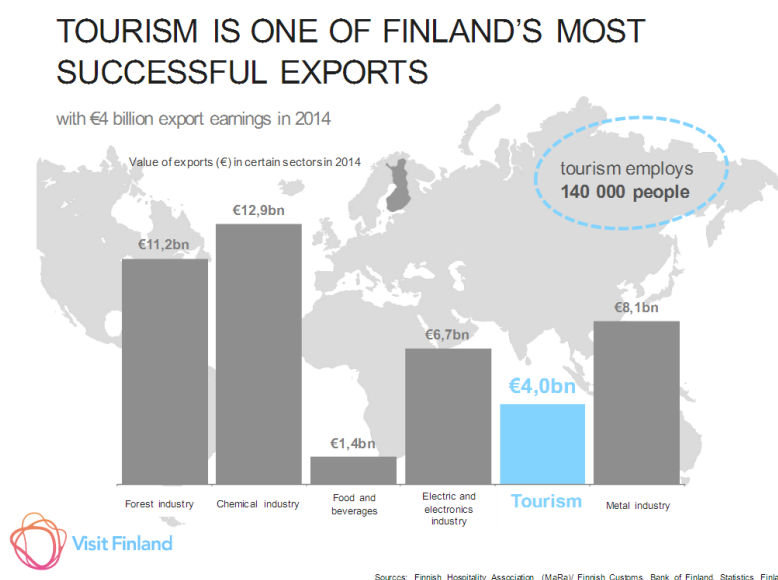 TOURISM IS ONE OF FINLAND'S MOST
SUCCESSFUL EXPORTS
with €4 billion export earnings in 2014
Value of exports (€) in certain sectors in 2014
tourism employs
140 000 people
€11,2bn
€12,9bn
€1,4bn
€6,7bn
€4,0bn
€8,1bn
Forest industry
Chemical industry
Food and
beverages
Electric and
electronics
industry
Tourism
Metal industry
Visit Finland
Sources: Finnish Hospitality Association (MaRa)/ Finnish Customs, Bank of Finland, Statistics